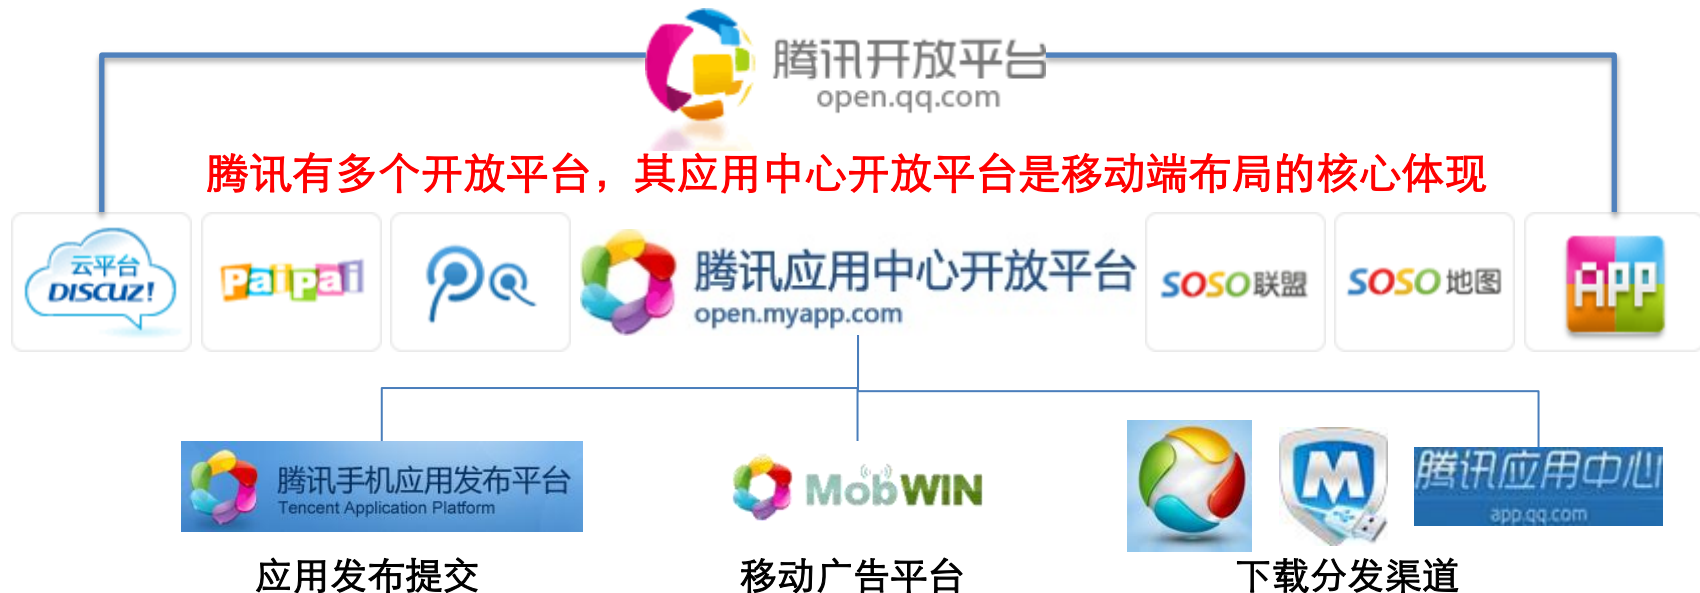 腾讯开放平台
open.qq.com
腾讯有多个开放平台，其应用中心开放平台是移动端布局的核心体现
云平台
DISCUZ!
PaiPai
腾讯应用中心开放平台
open.myapp.com
SOSO联盟
SOSO地图
APP
腾讯手机应用发布平台
Tencent Application Platform
MobWIN
M
腾讯应用中心
app.qq.com
应用发布提交
移动广告平台
下载分发渠道